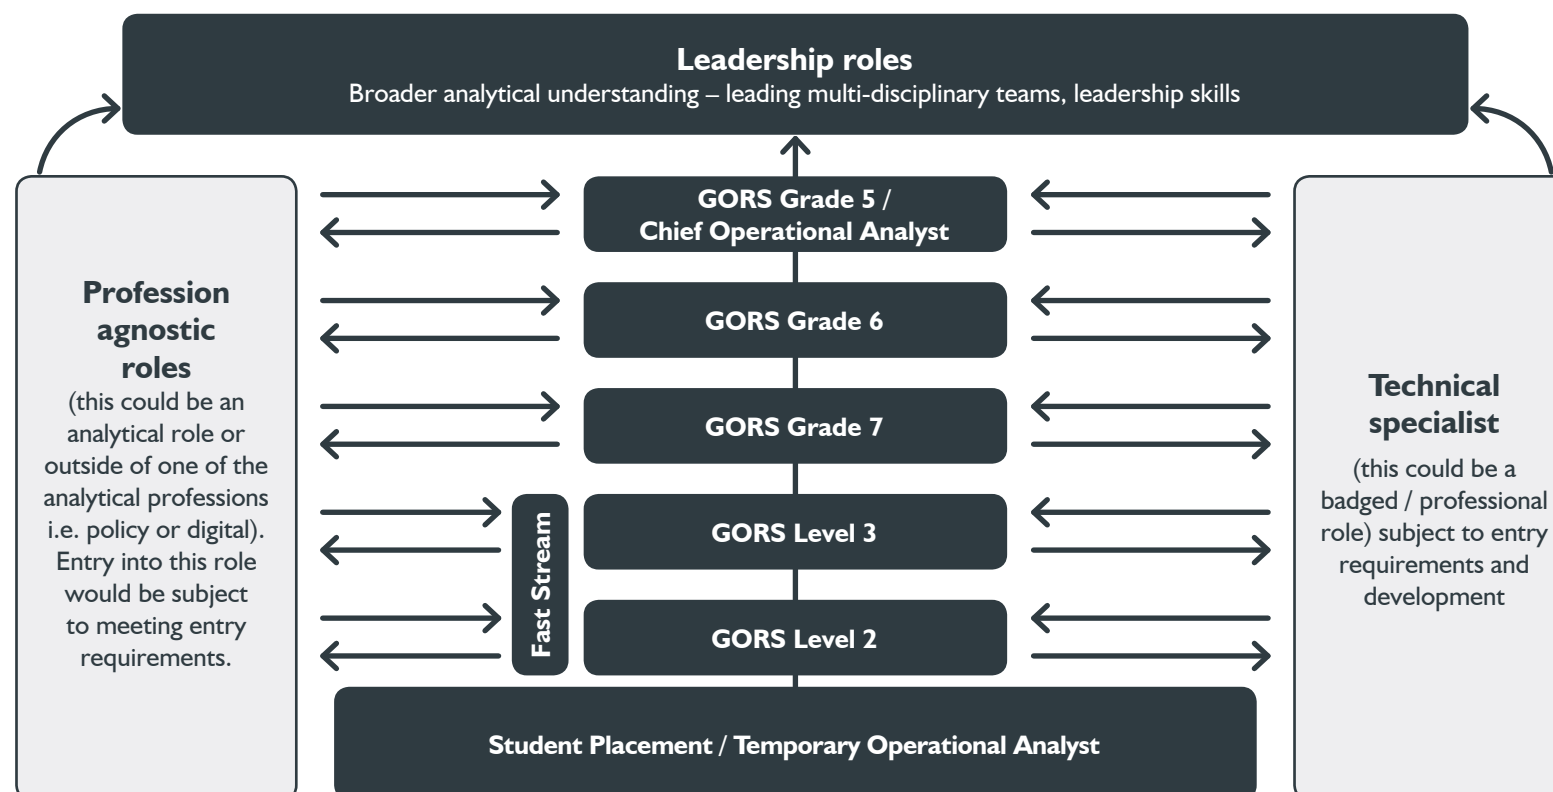 Leadership roles
Broader analytical understanding – leading multi-disciplinary teams, leadership skills
Profession
agnostic
roles
(this could be an
analytical role or
outside of one of the
analytical professions
i.e. policy or digital).
Entry into this role
would be subject
to meeting entry
requirements.
GORS Grade 5 /
Chief Operational Analyst
GORS Grade 6
GORS Grade 7
Fast Stream
GORS Level 3
GORS Level 2
Student Placement / Temporary Operational Analyst
Technical
specialist
(this could be a
badged / professional
role) subject to entry
requirements and
development